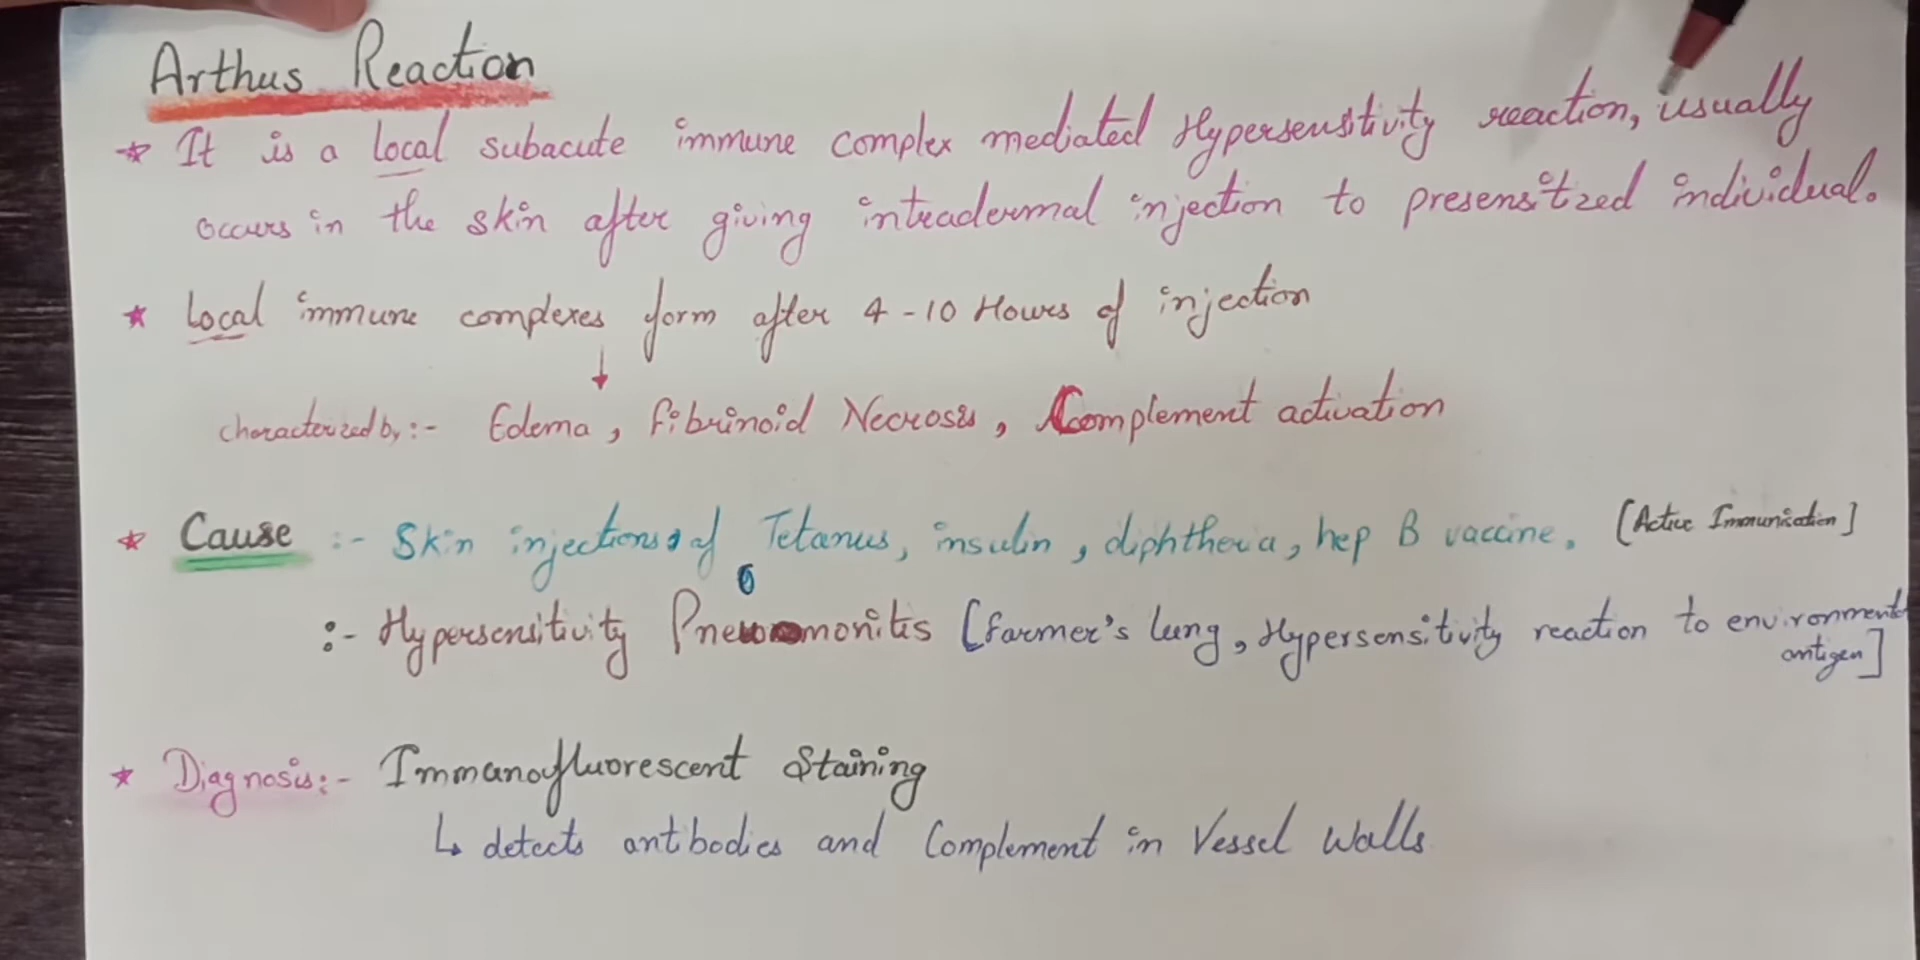 Arthus Reaction
* It is a local subacute immune complex mediated Hypersensitivity reaction, usually
occurs in the skin after giving intradermal injection to presensitized individual.
* Local immune complexes form after 4-10 Hours of injection
↓
characterized by :- Edema, fibrinoid Necrosis, Complement activation
* Cause :- Skin injections of Tetanus, insulin, diphtheria, hep B vaccine. [Active Immunisation]
:- Hypersensitivity Pneumonitis [Farmer's lung, Hypersensitivity reaction to environmental
antigen]
* Diagnosis:- Immunofluorescent Staining
↳ detects antibodies and Complement in Vessel Walls